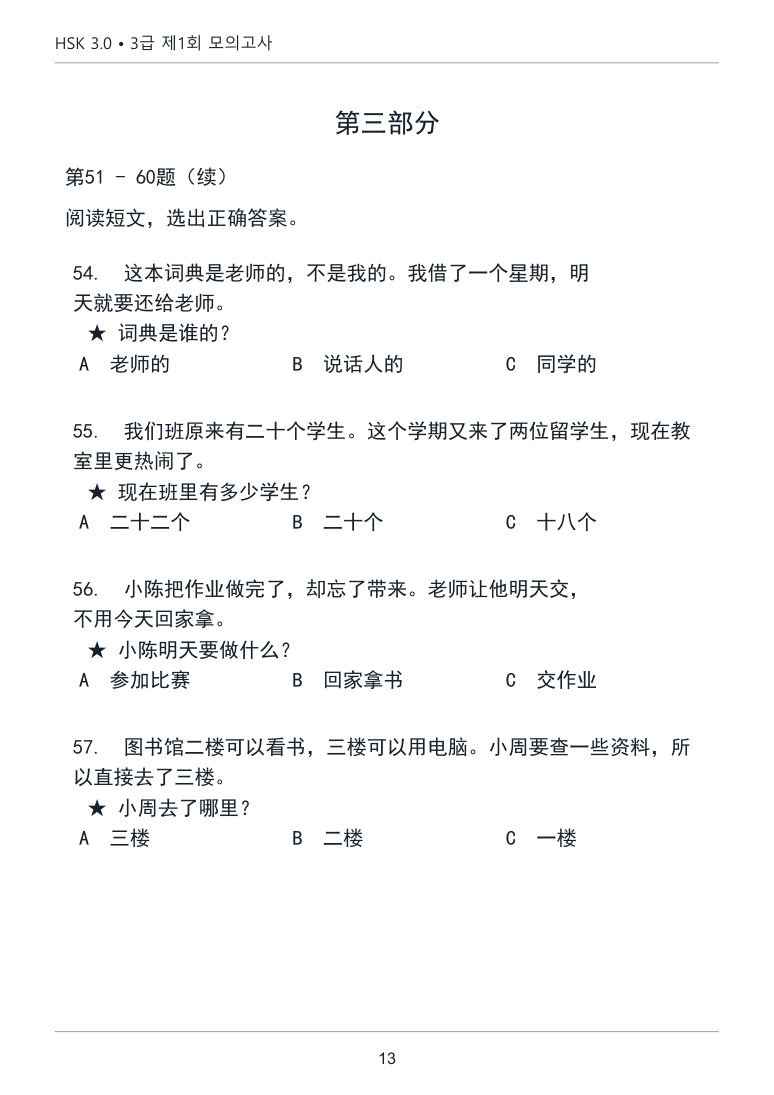 HSK 3.0 • 3급 제1회 모의고사
第三部分
第51 - 60题（续）
阅读短文，选出正确答案。
54. 这本词典是老师的，不是我的。我借了一个星期，明
天就要还给老师。
★ 词典是谁的？
A 老师的 B 说话人的 C 同学的
55. 我们班原来有二十个学生。这个学期又来了两位留学生，现在教
室里更热闹了。
★ 现在班里有多少学生？
A 二十二个 B 二十个 C 十八个
56. 小陈把作业做完了，却忘了带来。老师让他明天交，
不用今天回家拿。
★ 小陈明天要做什么？
A 参加比赛 B 回家拿书 C 交作业
57. 图书馆二楼可以看书，三楼可以用电脑。小周要查一些资料，所
以直接去了三楼。
★ 小周去了哪里？
A 三楼 B 二楼 C 一楼
13